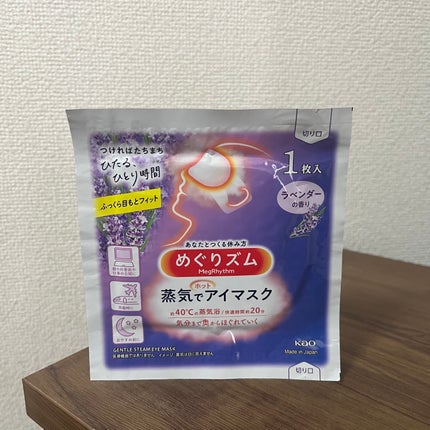 切り口
つければたちまち
ひたる、
ひとり時間
1枚入
ラベンダー
の香り
ふっくら目もとフィット
あなたとつくる休み方
めぐりズム
MegRhythm
ホット
蒸気でアイマスク
約40℃の蒸気浴/快適時間約20分
気分まで奥からほぐれていく
GENTLE STEAM EYE MASK
Kao
Made in Japan
切り口